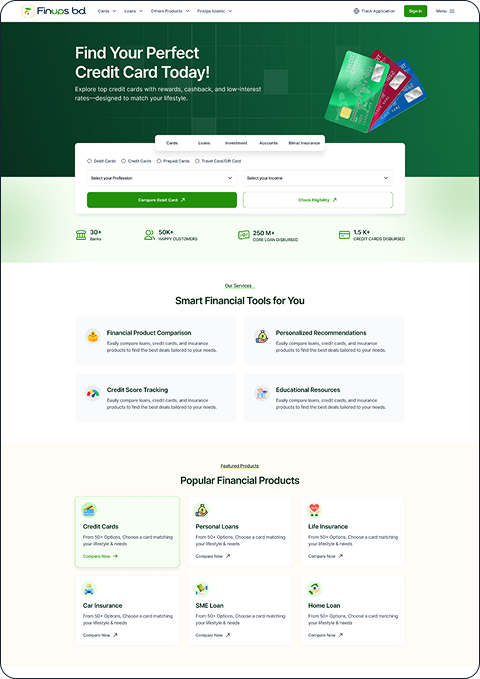 Finups bd.
Cards
Loans
Others Products
FinUps Islamic
Track Application
Sign in
Menu
Find Your Perfect
Credit Card Today!
Explore top credit cards with rewards, cashback, and low-interest
rates—designed to match your lifestyle.
Cards
Loans
Investment
Accounts
Bima/ Insurance
Debit Cards
Credit Cards
Prepaid Cards
Travel Card/Gift Card
Select your Profession
Select your Income
Compare Debit Card
Check Eligibility
30+
Banks
50K+
HAPPY CUSTOMERS
250 M+
CORE LOAN DISBURSED
1.5 K+
CREDIT CARDS DISBURSED
Our Services
Smart Financial Tools for You
Financial Product Comparison
Easily compare loans, credit cards, and insurance
products to find the best deals tailored to your needs.
Personalized Recommendations
Easily compare loans, credit cards, and insurance
products to find the best deals tailored to your needs.
Credit Score Tracking
Easily compare loans, credit cards, and insurance
products to find the best deals tailored to your needs.
Educational Resources
Easily compare loans, credit cards, and insurance
products to find the best deals tailored to your needs.
Featured Products
Popular Financial Products
Credit Cards
From 50+ Options, Choose a card matching
your lifestyle & needs
Compare Now
Personal Loans
From 50+ Options, Choose a card matching
your lifestyle & needs
Compare Now
Life Insurance
From 50+ Options, Choose a card matching
your lifestyle & needs
Compare Now
Car Insurance
From 50+ Options, Choose a card matching
your lifestyle & needs
Compare Now
SME Loan
From 50+ Options, Choose a card matching
your lifestyle & needs
Compare Now
Home Loan
From 50+ Options, Choose a card matching
your lifestyle & needs
Compare Now